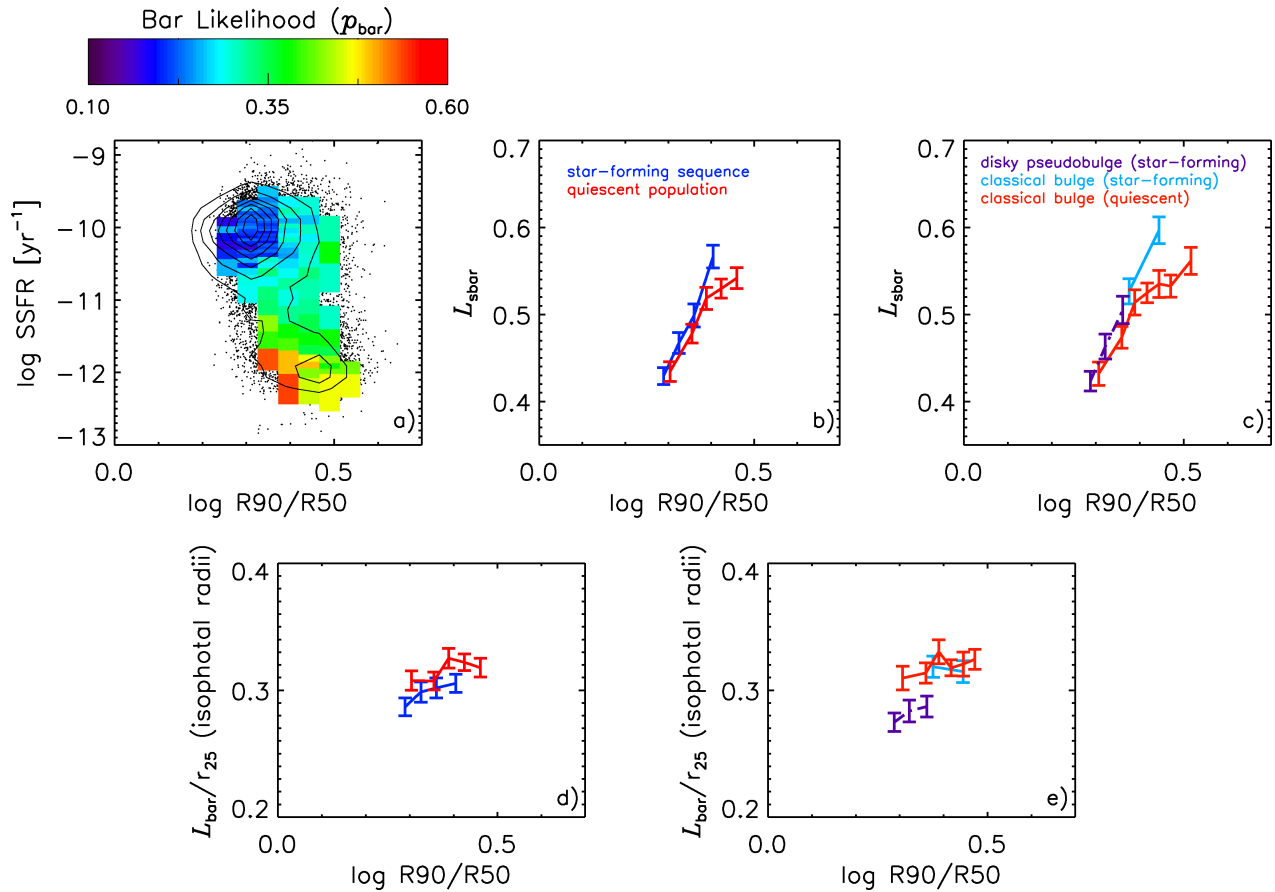 Bar Likelihood (p_bar)
0.10 0.35 0.60
log SSFR [yr⁻¹]
−9
−10
−11
−12
−13
a)
0.0 0.5
log R90/R50
L_sbar
0.7
0.6
0.5
0.4
star−forming sequence
quiescent population
b)
0.0 0.5
log R90/R50
L_sbar
0.7
0.6
0.5
0.4
disky pseudobulge (star−forming)
classical bulge (star−forming)
classical bulge (quiescent)
c)
0.0 0.5
log R90/R50
L_bar/r_25 (isophotal radii)
0.4
0.3
0.2
d)
0.0 0.5
log R90/R50
L_bar/r_25 (isophotal radii)
0.4
0.3
0.2
e)
0.0 0.5
log R90/R50